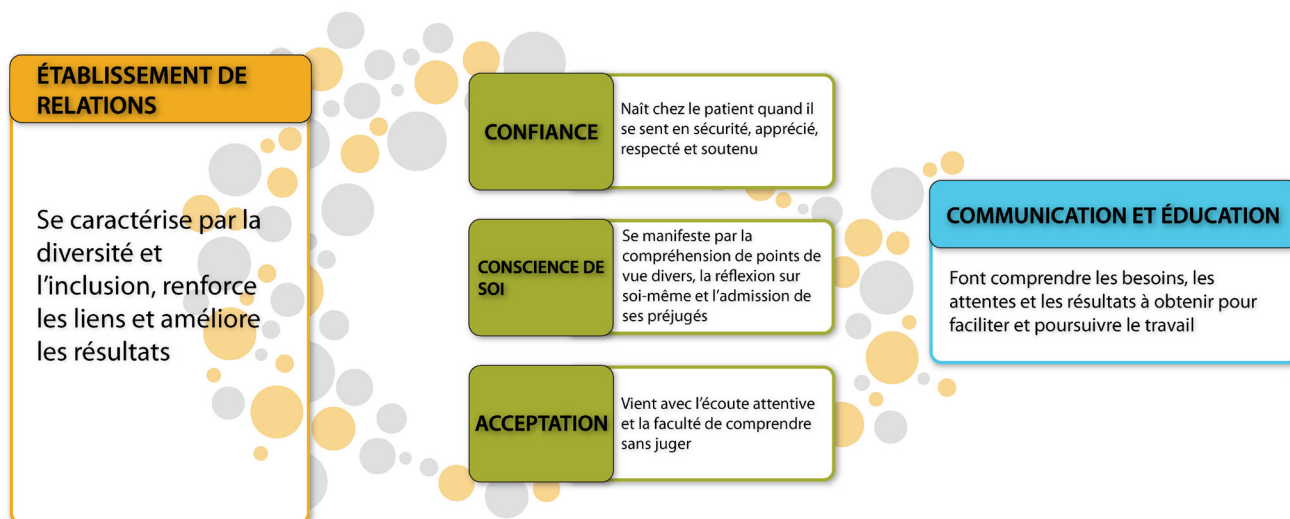 ÉTABLISSEMENT DE
RELATIONS
Se caractérise par la
diversité et
l’inclusion, renforce
les liens et améliore
les résultats
CONFIANCE
Naît chez le patient quand il
se sent en sécurité, apprécié,
respecté et soutenu
CONSCIENCE DE
SOI
Se manifeste par la
compréhension de points de
vue divers, la réflexion sur
soi-même et l’admission de
ses préjugés
ACCEPTATION
Vient avec l’écoute attentive
et la faculté de comprendre
sans juger
COMMUNICATION ET ÉDUCATION
Font comprendre les besoins, les
attentes et les résultats à obtenir pour
faciliter et poursuivre le travail